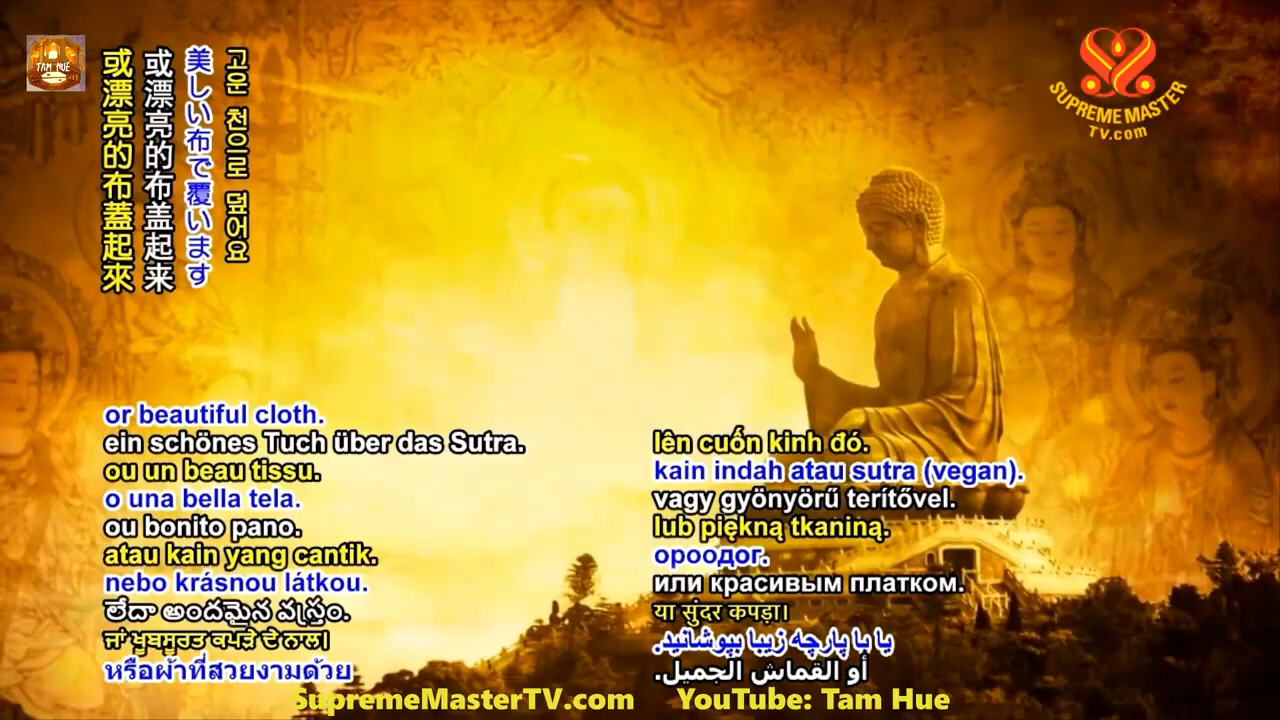 TAM HUE
或漂亮的布蓋起來
或漂亮的布盖起来
美しい布で覆います
고운 천으로 덮어요
SUPREME MASTER
TV.com
or beautiful cloth.
ein schönes Tuch über das Sutra.
ou un beau tissu.
o una bella tela.
ou bonito pano.
atau kain yang cantik.
nebo krásnou látkou.
లేదా అందమైన వస్త్రం.
ਜਾਂ ਖੂਬਸੂਰਤ ਕਪੜੇ ਦੇ ਨਾਲ।
หรือผ้าที่สวยงามด้วย
lên cuốn kinh đó.
kain indah atau sutra (vegan).
vagy gyönyörű terítővel.
lub piękną tkaniną.
ороодог.
или красивым платком.
या सुंदर कपड़ा।
یا با پارچه زیبا بپوشانید.
أو القماش الجميل.
SupremeMasterTV.com YouTube: Tam Hue